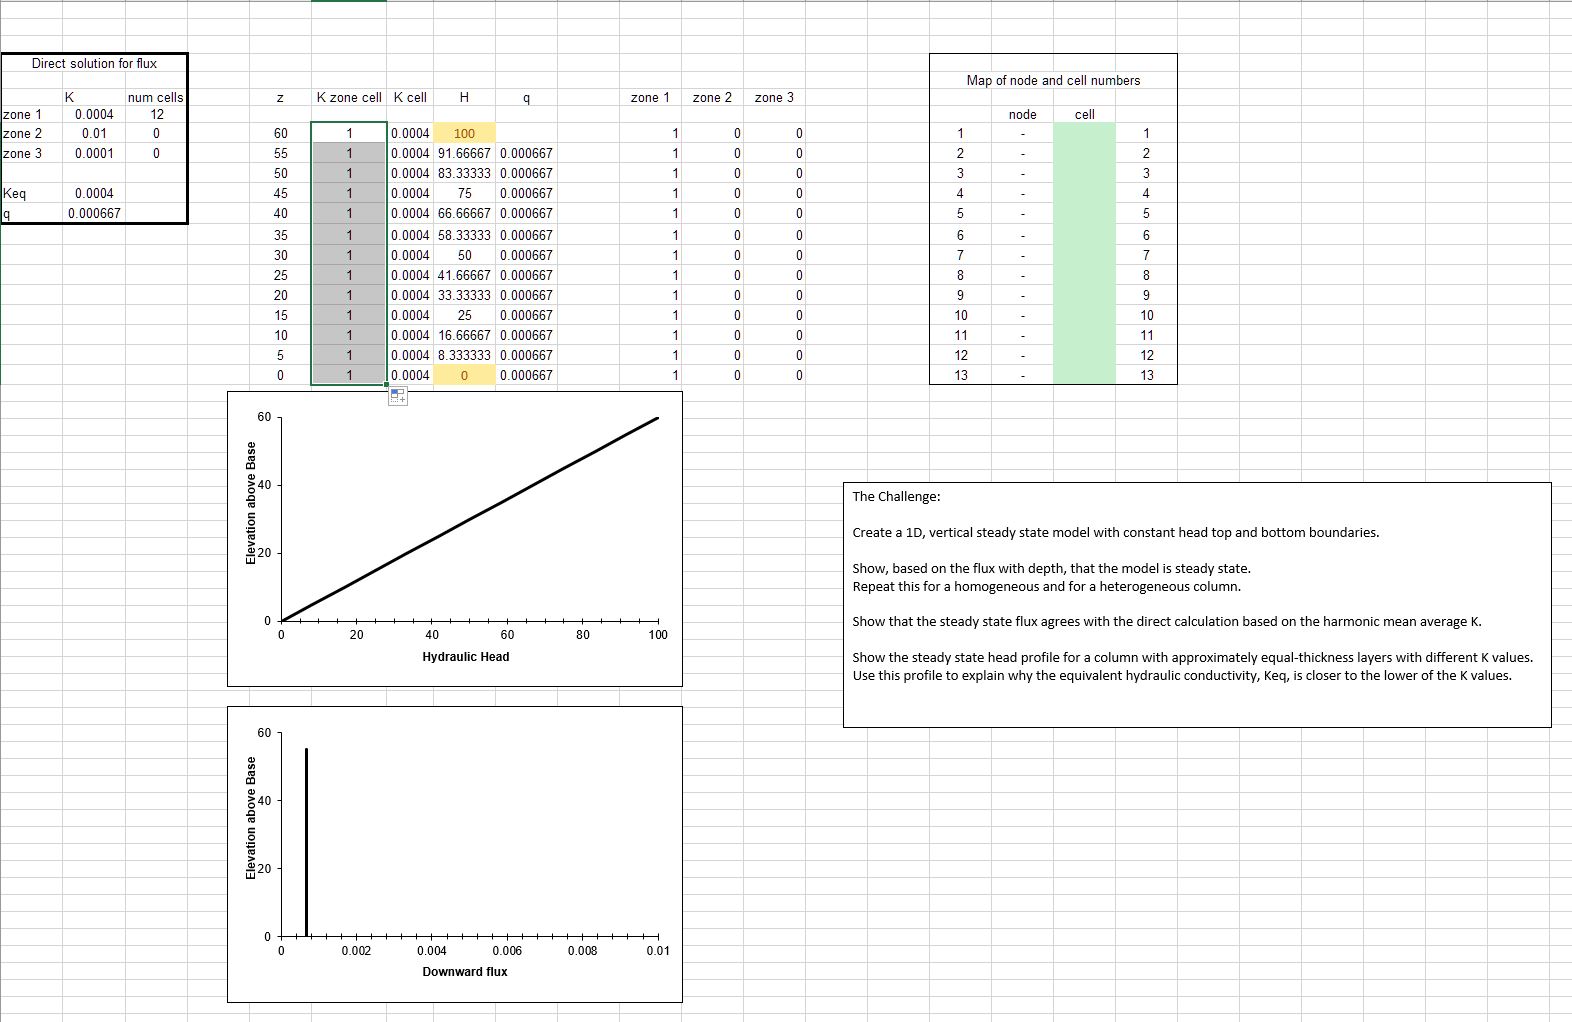 Direct solution for flux
K num cells
zone 1 0.0004 12
zone 2 0.01 0
zone 3 0.0001 0
Keq 0.0004
q 0.000667
z K zone cell K cell H q zone 1 zone 2 zone 3
60 1 0.0004 100 1 0 0
55 1 0.0004 91.66667 0.000667 1 0 0
50 1 0.0004 83.33333 0.000667 1 0 0
45 1 0.0004 75 0.000667 1 0 0
40 1 0.0004 66.66667 0.000667 1 0 0
35 1 0.0004 58.33333 0.000667 1 0 0
30 1 0.0004 50 0.000667 1 0 0
25 1 0.0004 41.66667 0.000667 1 0 0
20 1 0.0004 33.33333 0.000667 1 0 0
15 1 0.0004 25 0.000667 1 0 0
10 1 0.0004 16.66667 0.000667 1 0 0
5 1 0.0004 8.333333 0.000667 1 0 0
0 1 0.0004 0 0.000667 1 0 0
Map of node and cell numbers
node cell
1 - 1
2 - 2
3 - 3
4 - 4
5 - 5
6 - 6
7 - 7
8 - 8
9 - 9
10 - 10
11 - 11
12 - 12
13 - 13
60
40
20
0
Elevation above Base
0 20 40 60 80 100
Hydraulic Head
60
40
20
0
Elevation above Base
0 0.002 0.004 0.006 0.008 0.01
Downward flux
The Challenge:
Create a 1D, vertical steady state model with constant head top and bottom boundaries.
Show, based on the flux with depth, that the model is steady state.
Repeat this for a homogeneous and for a heterogeneous column.
Show that the steady state flux agrees with the direct calculation based on the harmonic mean average K.
Show the steady state head profile for a column with approximately equal-thickness layers with different K values.
Use this profile to explain why the equivalent hydraulic conductivity, Keq, is closer to the lower of the K values.